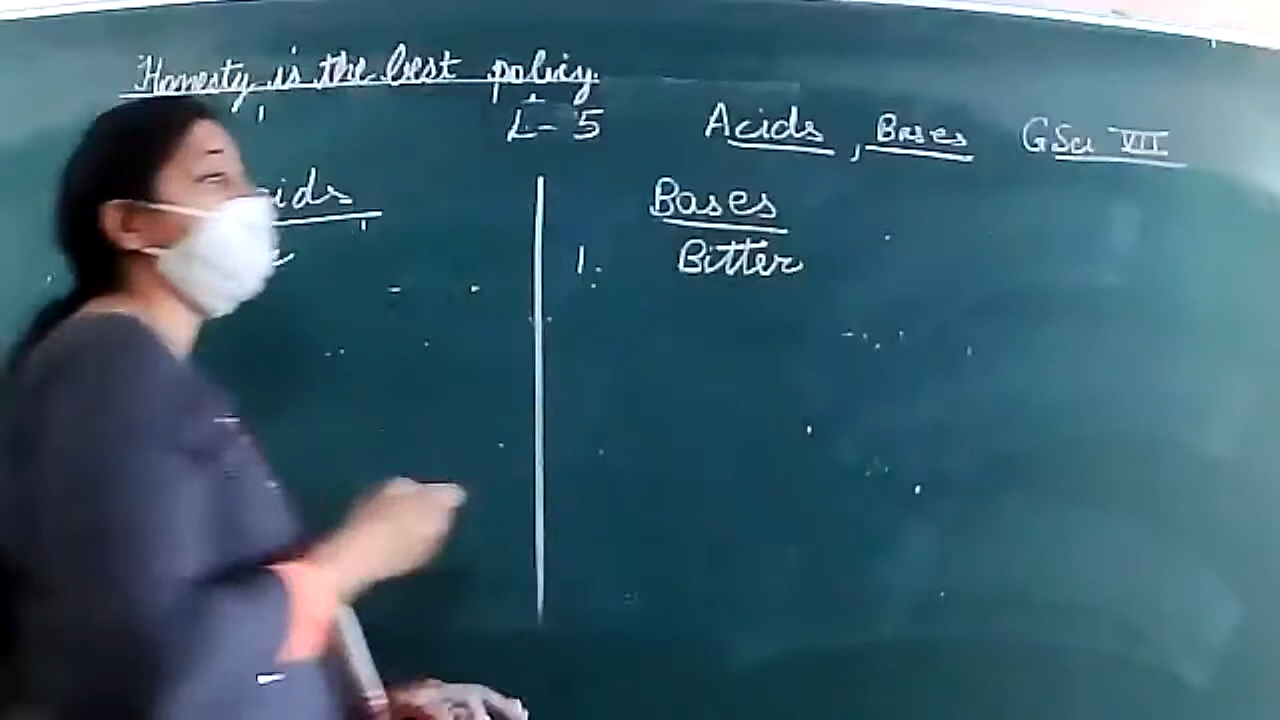 Honesty is the best policy.
L-5 Acids, Bases GSci VII
Bases
1. Bitter